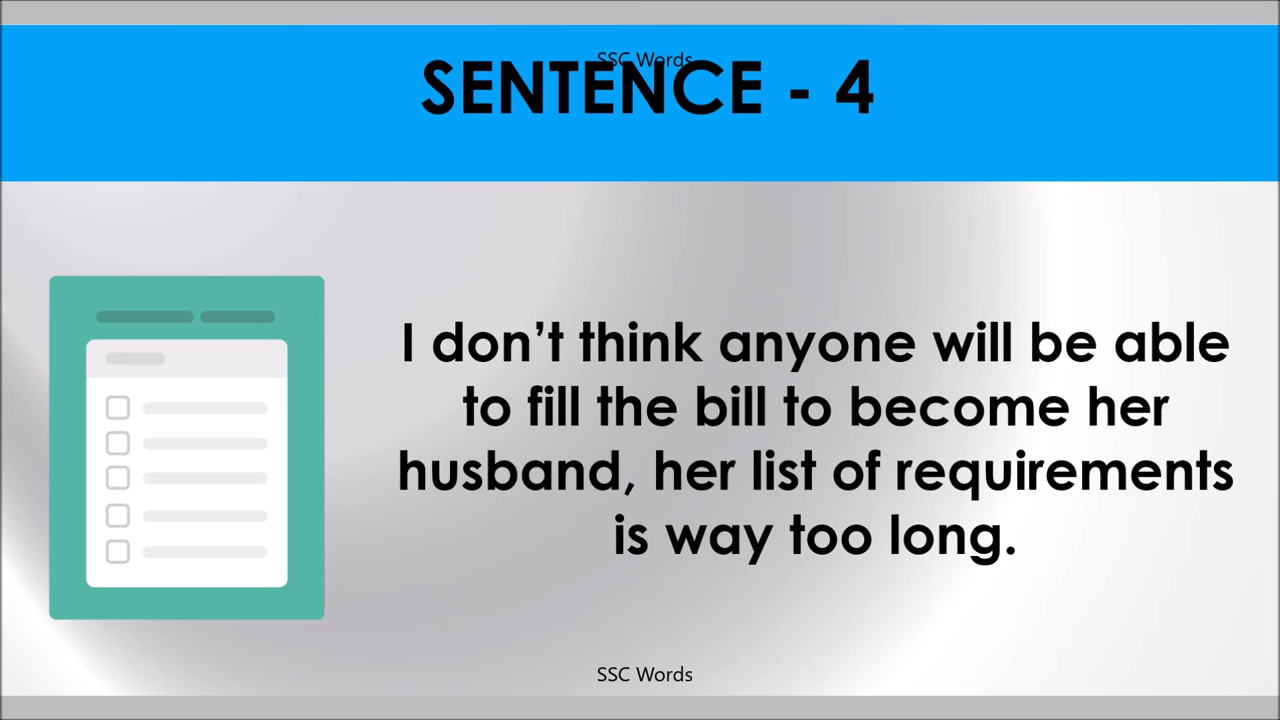 SSC Words
SENTENCE - 4
I don’t think anyone will be able
to fill the bill to become her
husband, her list of requirements
is way too long.
SSC Words